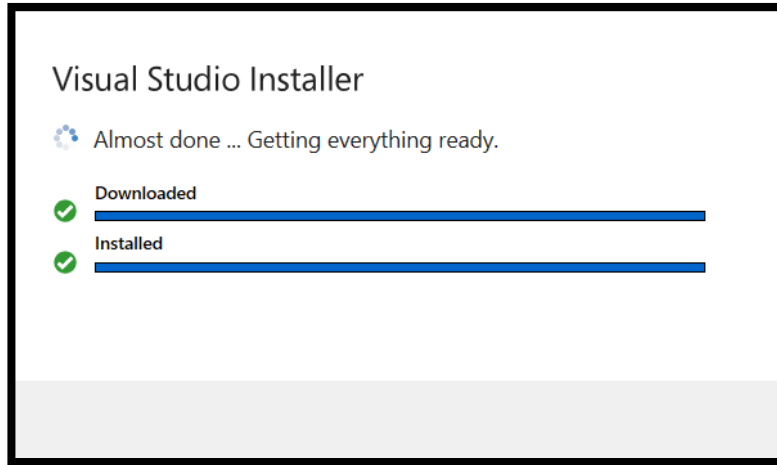 Visual Studio Installer
Almost done ... Getting everything ready.
Downloaded
Installed